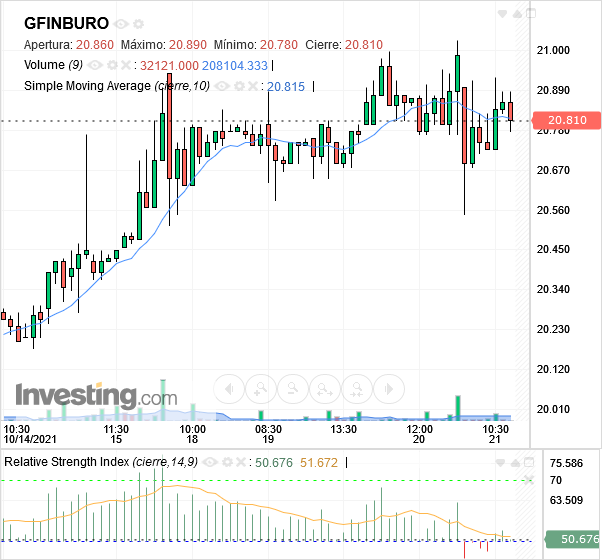 GFINBURO
Apertura: 20.860 Máximo: 20.890 Mínimo: 20.780 Cierre: 20.810
Volume (9) : 32121.000 208104.333
Simple Moving Average (cierre,10) : 20.815
21.000
20.890
20.810
20.780
20.670
20.560
20.450
20.340
20.230
20.120
20.010
Investing.com
10:30 11:30 10:00 08:30 13:30 12:00 10:30
10/14/2021 15 18 19 20 21
Relative Strength Index (cierre,14,9) : 50.676 51.672
75.586
70
63.509
50.676